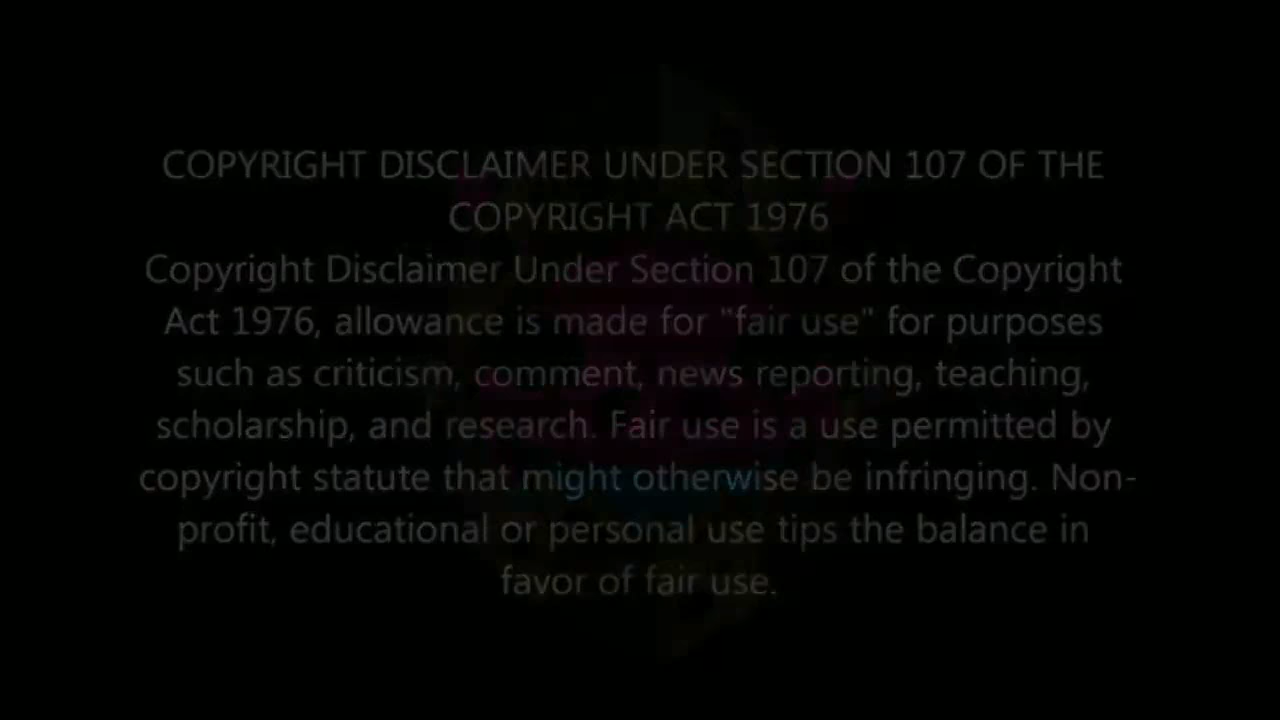 COPYRIGHT DISCLAIMER UNDER SECTION 107 OF THE
COPYRIGHT ACT 1976
Copyright Disclaimer Under Section 107 of the Copyright
Act 1976, allowance is made for "fair use" for purposes
such as criticism, comment, news reporting, teaching,
scholarship, and research. Fair use is a use permitted by
copyright statute that might otherwise be infringing. Non-
profit, educational or personal use tips the balance in
favor of fair use.